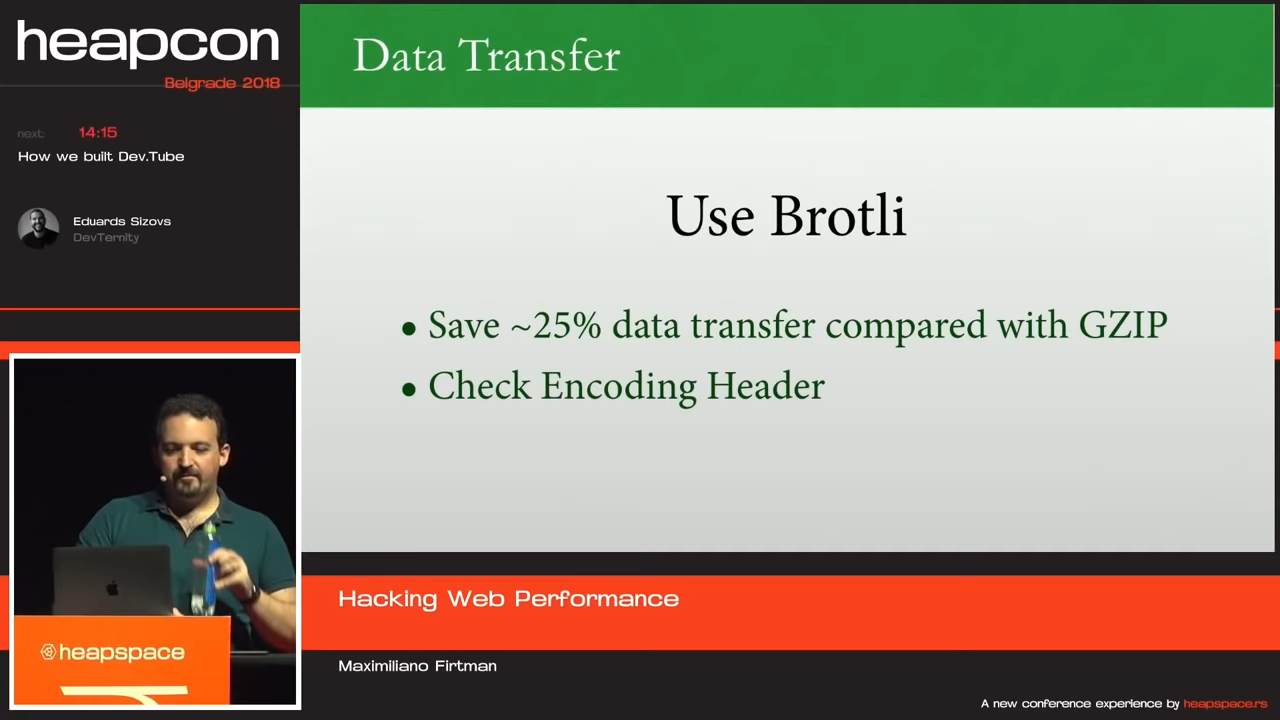 heapcon
Belgrade 2018
next: 14:15
How we built Dev.Tube
Eduards Sizovs
DevTernity
Data Transfer
Use Brotli
• Save ~25% data transfer compared with GZIP
• Check Encoding Header
heapspace
Hacking Web Performance
Maximiliano Firtman
A new conference experience by heapspace.rs